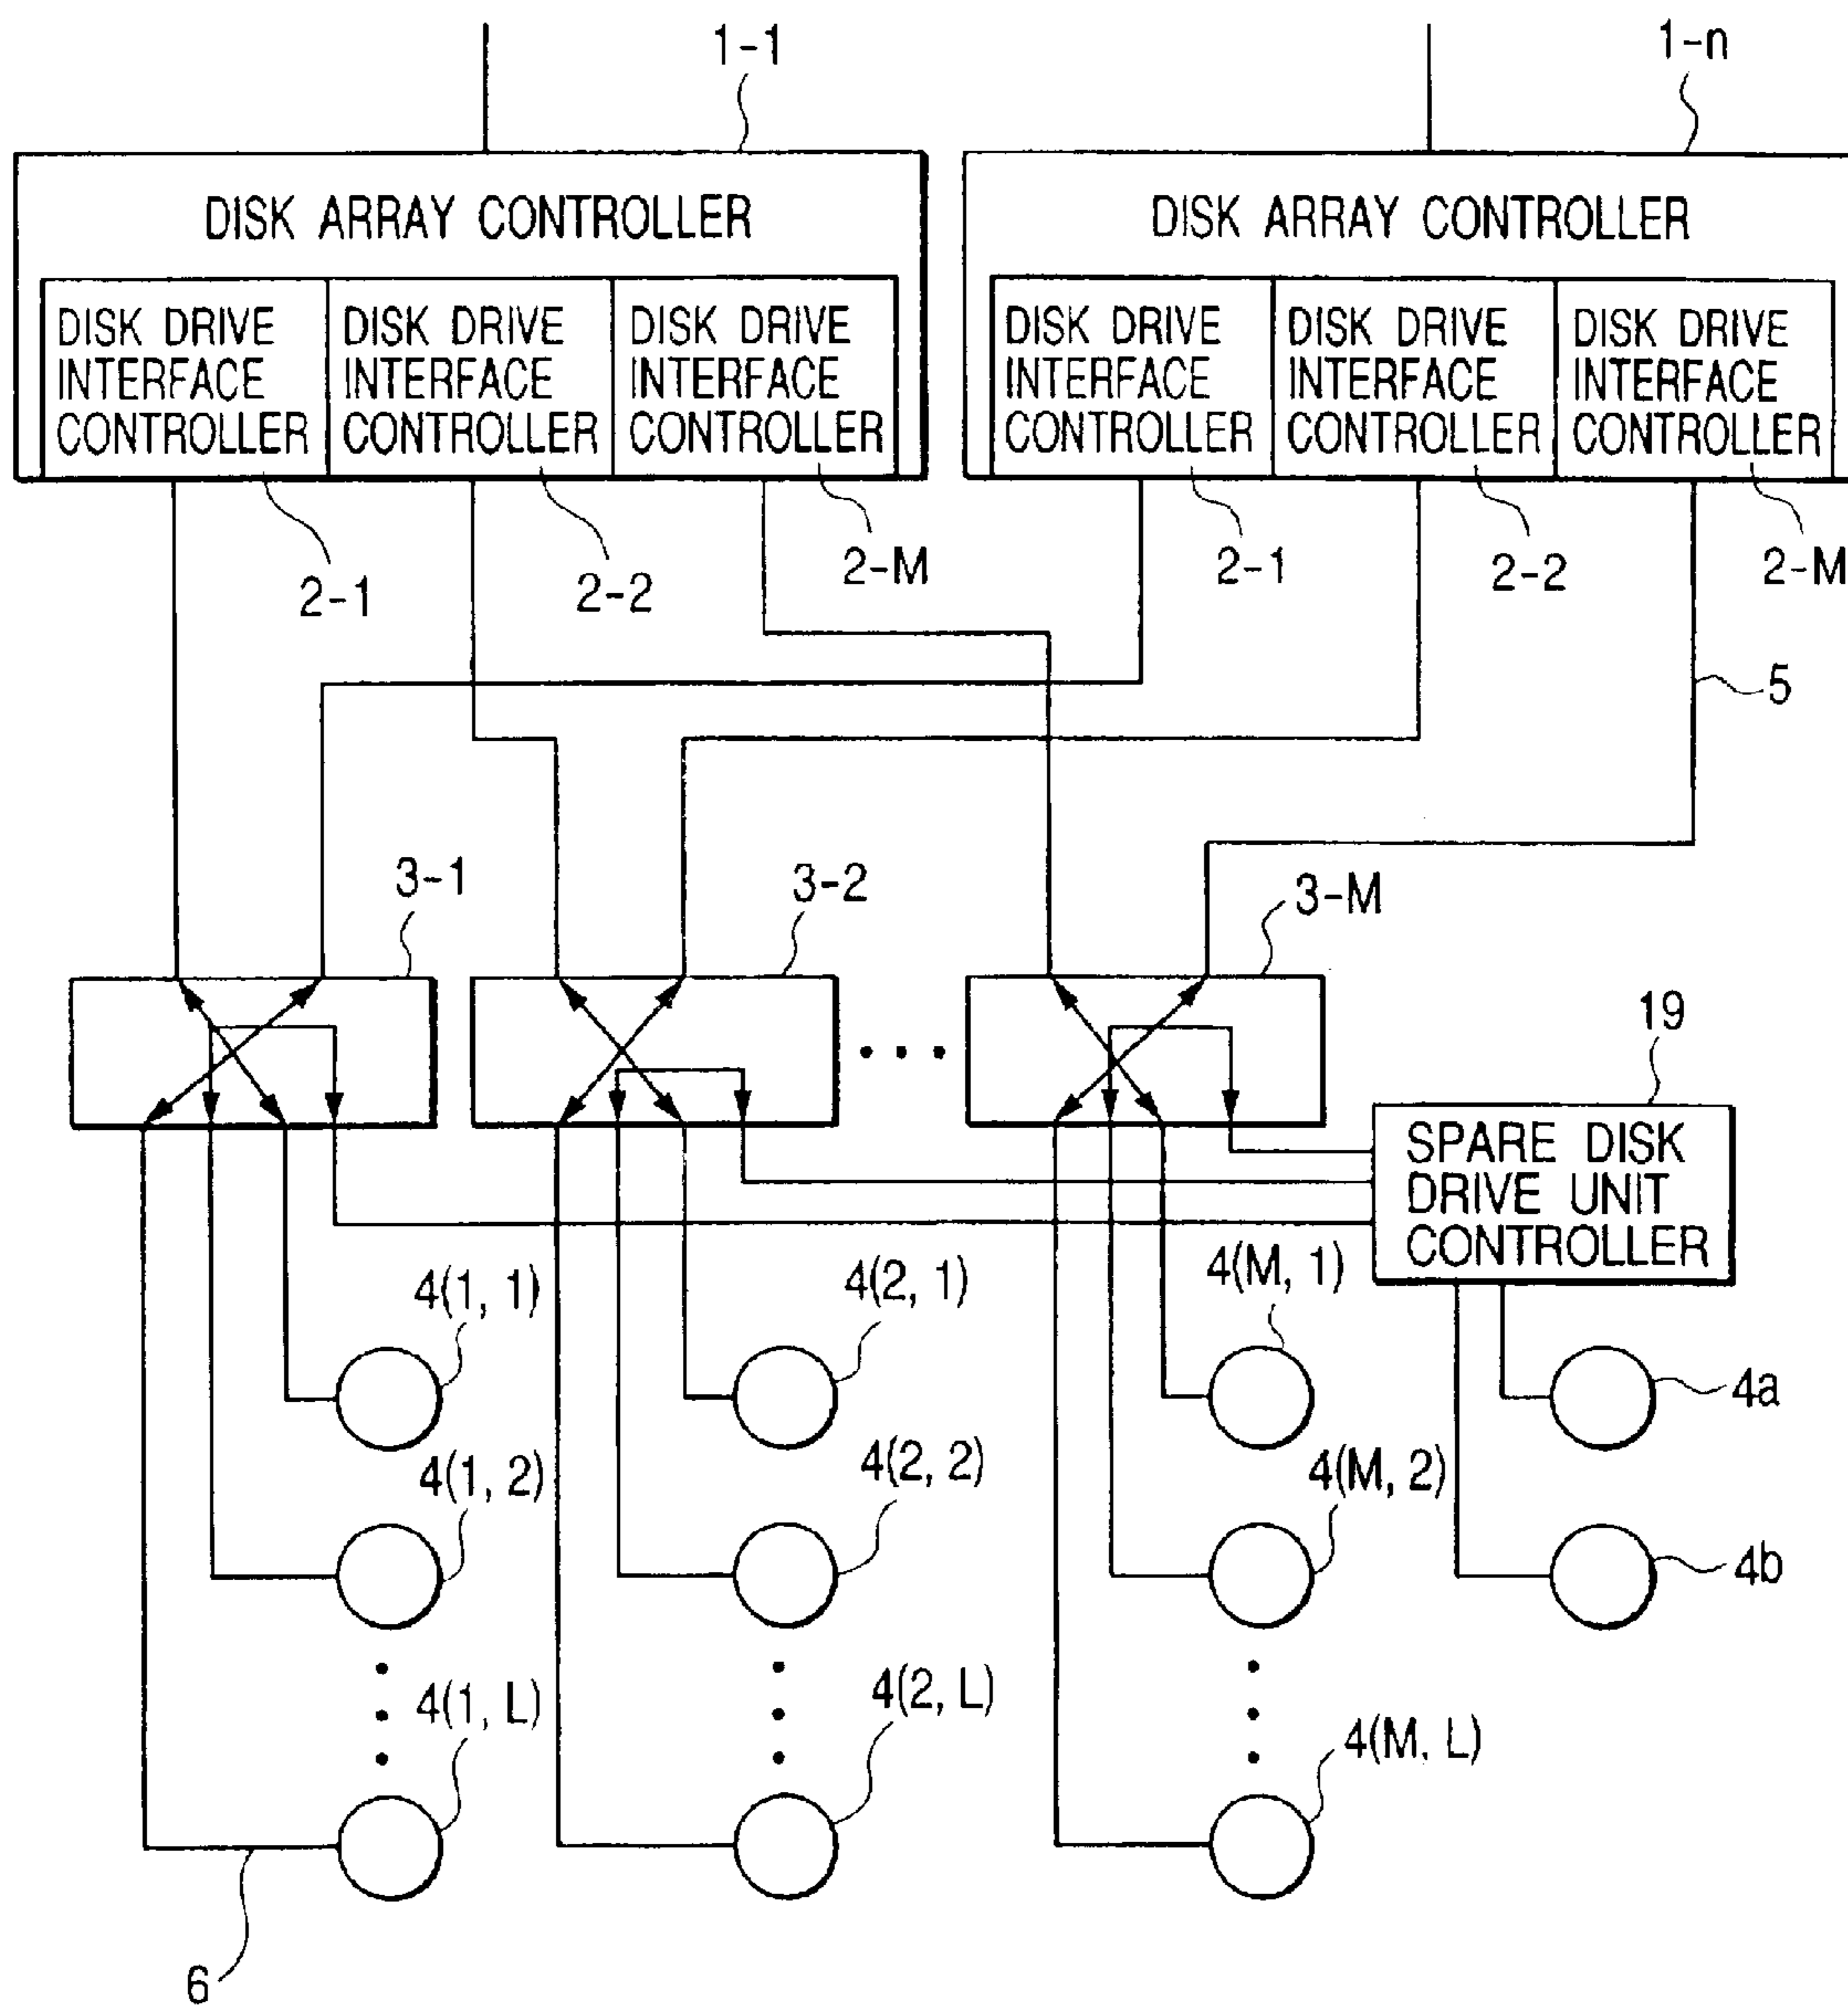 1-1
1-n
DISK ARRAY CONTROLLER
DISK ARRAY CONTROLLER
DISK DRIVE
INTERFACE
CONTROLLER
DISK DRIVE
INTERFACE
CONTROLLER
DISK DRIVE
INTERFACE
CONTROLLER
DISK DRIVE
INTERFACE
CONTROLLER
DISK DRIVE
INTERFACE
CONTROLLER
DISK DRIVE
INTERFACE
CONTROLLER
2-1
2-2
2-M
2-1
2-2
2-M
5
3-1
3-2
3-M
19
SPARE DISK
DRIVE UNIT
CONTROLLER
4(1, 1)
4(2, 1)
4(M, 1)
4a
4(1, 2)
4(2, 2)
4(M, 2)
4b
4(1, L)
4(2, L)
4(M, L)
6